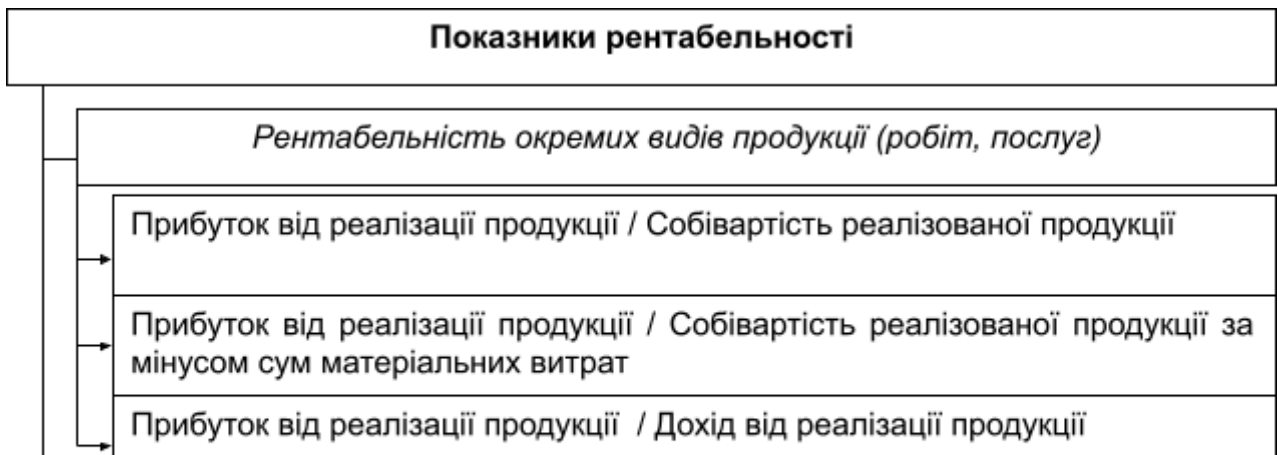 Показники рентабельності
Рентабельність окремих видів продукції (робіт, послуг)
Прибуток від реалізації продукції / Собівартість реалізованої продукції
Прибуток від реалізації продукції / Собівартість реалізованої продукції за
мінусом сум матеріальних витрат
Прибуток від реалізації продукції / Дохід від реалізації продукції